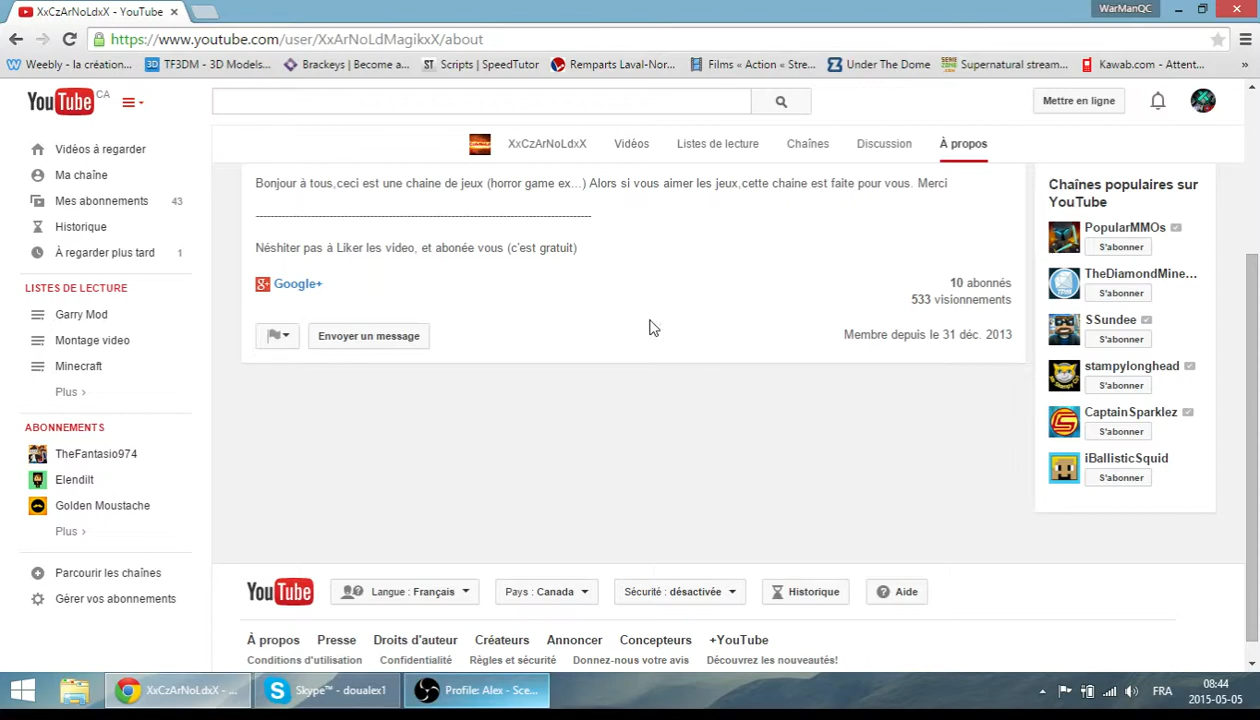 XxCzArNoLdxX - YouTube
WarManQC
https://www.youtube.com/user/XxArNoLdMagikxX/about
Weebly - la création...
TF3DM - 3D Models...
Brackeys | Become a...
ST Scripts | SpeedTutor
Remparts Laval-Nor...
Films « Action « Stre...
Under The Dome
Supernatural stream...
Kawab.com - Attent...
»
YouTube CA
Mettre en ligne
XxCzArNoLdxX
Vidéos
Listes de lecture
Chaînes
Discussion
À propos
Vidéos à regarder
Ma chaîne
Mes abonnements 43
Historique
À regarder plus tard 1
LISTES DE LECTURE
Garry Mod
Montage video
Minecraft
Plus ›
ABONNEMENTS
TheFantasio974
Elendilt
Golden Moustache
Plus ›
Parcourir les chaînes
Gérer vos abonnements
Bonjour à tous,ceci est une chaine de jeux (horror game ex...) Alors si vous aimer les jeux,cette chaine est faite pour vous. Merci
--------------------------------------------------------------------------------
Néshiter pas à Liker les video, et abonée vous (c'est gratuit)
Google+
10 abonnés
533 visionnements
Envoyer un message
Membre depuis le 31 déc. 2013
Chaînes populaires sur
YouTube
PopularMMOs
S'abonner
TheDiamondMine...
S'abonner
SSundee
S'abonner
stampylonghead
S'abonner
CaptainSparklez
S'abonner
iBallisticSquid
S'abonner
YouTube
Langue : Français
Pays : Canada
Sécurité : désactivée
Historique
Aide
À propos
Presse
Droits d'auteur
Créateurs
Annoncer
Concepteurs
+YouTube
Conditions d'utilisation
Confidentialité
Règles et sécurité
Donnez-nous votre avis
Découvrez les nouveautés!
XxCzArNoLdxX - ...
Skype™ - doualex1
Profile: Alex - Sce...
FRA
08:44
2015-05-05